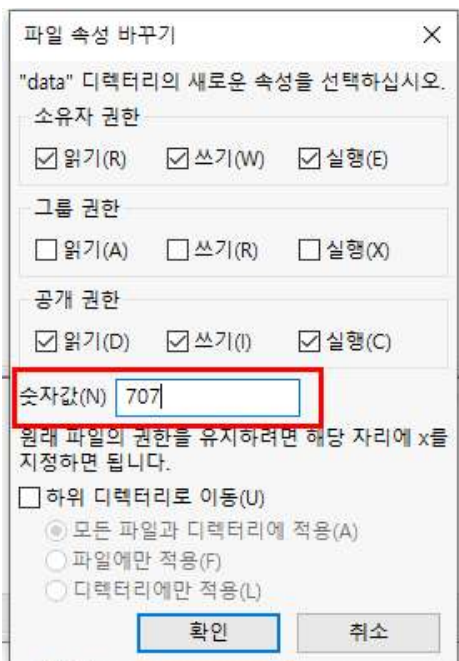 파일 속성 바꾸기
"data" 디렉터리의 새로운 속성을 선택하십시오.
소유자 권한
읽기(R) 쓰기(W) 실행(E)
그룹 권한
읽기(A) 쓰기(R) 실행(X)
공개 권한
읽기(D) 쓰기(I) 실행(C)
숫자값(N) 707
원래 파일의 권한을 유지하려면 해당 자리에 x를
지정하면 됩니다.
하위 디렉터리로 이동(U)
모든 파일과 디렉터리에 적용(A)
파일에만 적용(F)
디렉터리에만 적용(L)
확인 취소